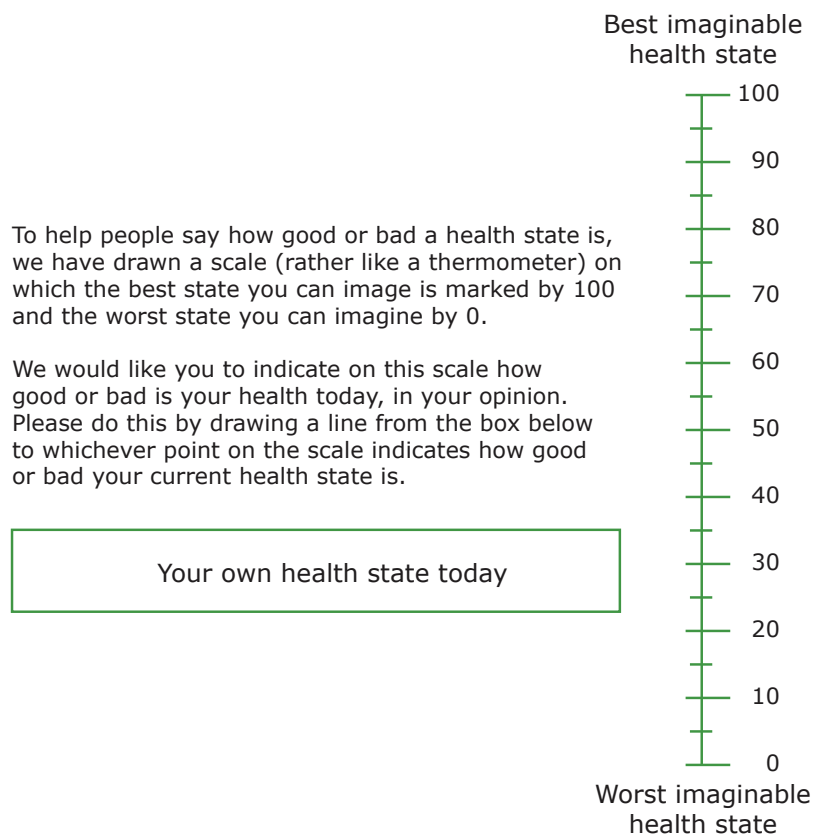 Best imaginable
health state
100
90
80
70
60
50
40
30
20
10
0
Worst imaginable
health state
To help people say how good or bad a health state is,
we have drawn a scale (rather like a thermometer) on
which the best state you can image is marked by 100
and the worst state you can imagine by 0.
We would like you to indicate on this scale how
good or bad is your health today, in your opinion.
Please do this by drawing a line from the box below
to whichever point on the scale indicates how good
or bad your current health state is.
Your own health state today